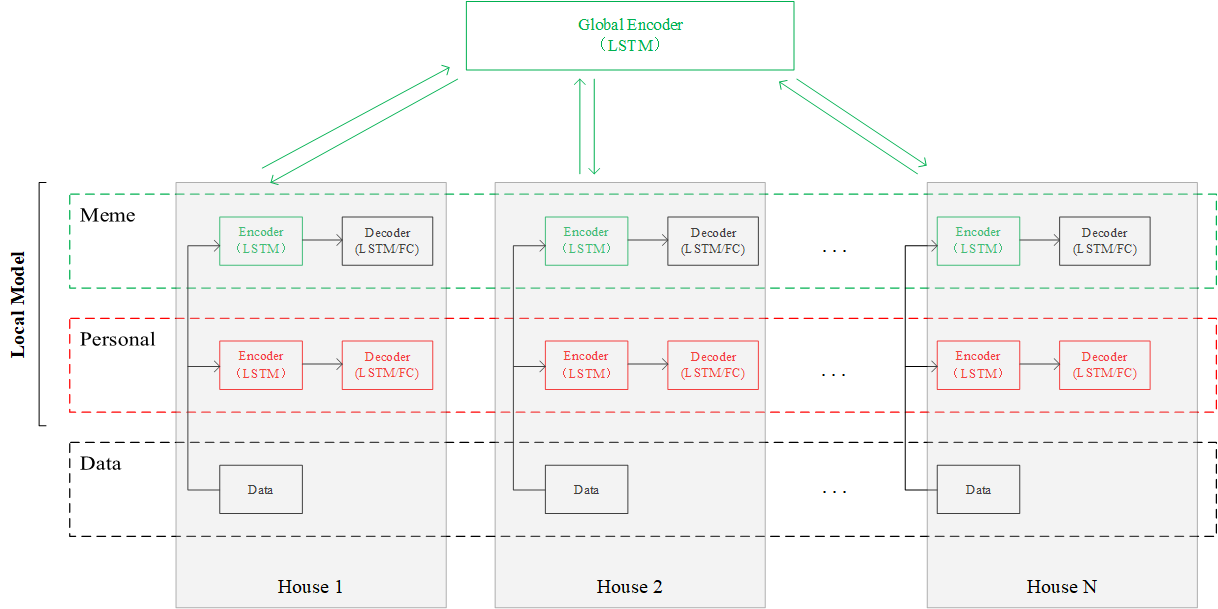 Global Encoder
（LSTM）
Local Model
Meme
Encoder
（LSTM）
Decoder
(LSTM/FC)
Encoder
（LSTM）
Decoder
(LSTM/FC)
. . .
Encoder
（LSTM）
Decoder
(LSTM/FC)
Personal
Encoder
（LSTM）
Decoder
(LSTM/FC)
Encoder
（LSTM）
Decoder
(LSTM/FC)
. . .
Encoder
（LSTM）
Decoder
(LSTM/FC)
Data
Data
Data
. . .
Data
House 1
House 2
House N